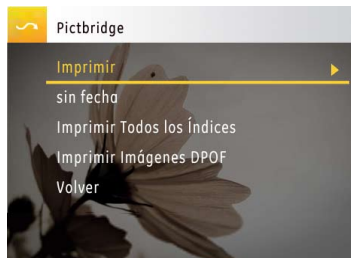 Pictbridge
Imprimir
sin fecha
Imprimir Todos los Índices
Imprimir Imágenes DPOF
Volver